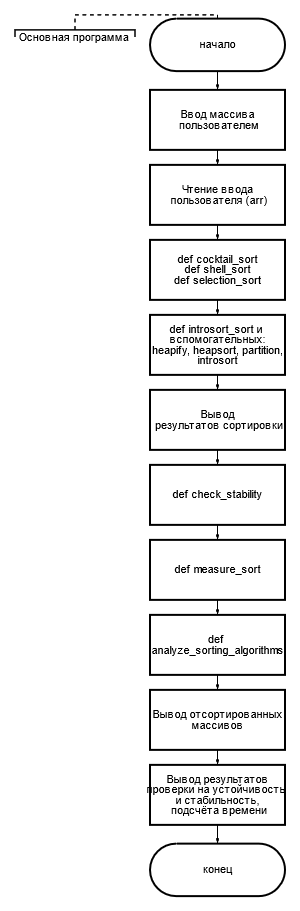 Основная программа
начало
Ввод массива
пользователем
Чтение ввода
пользователя (arr)
def cocktail_sort
def shell_sort
def selection_sort
def introsort_sort и
вспомогательных:
heapify, heapsort, partition,
introsort
Вывод
результатов сортировки
def check_stability
def measure_sort
def
analyze_sorting_algorithms
Вывод отсортированных
массивов
Вывод результатов
проверки на устойчивость
и стабильность,
подсчёта времени
конец